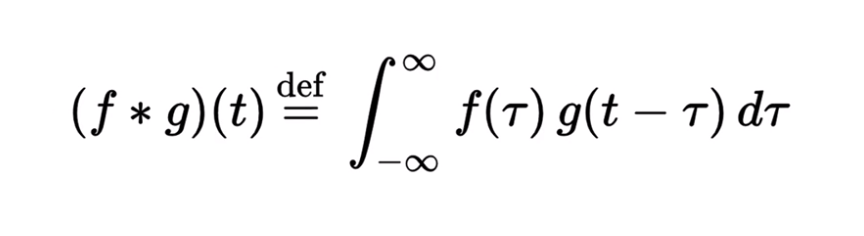 (f * g)(t) ≝ ∫_{−∞}^{∞} f(τ) g(t − τ) dτ